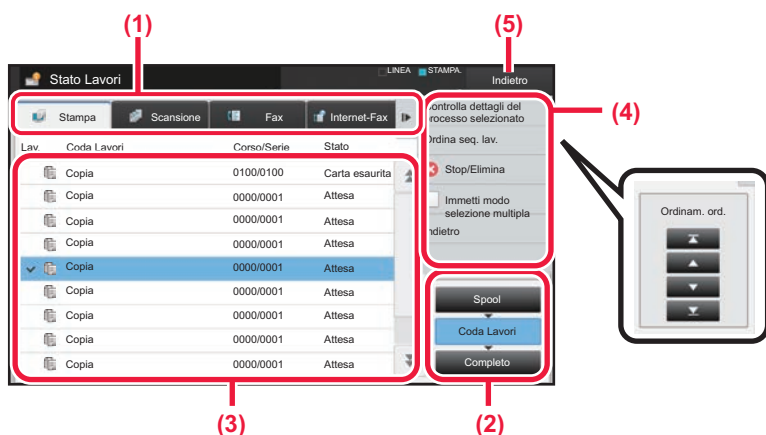 (1)
(5)
LINEA
STAMPA.
Stato Lavori
Indietro
Stampa
Scansione
Fax
Internet-Fax
ontrolla dettagli del
rocesso selezionato
(4)
Lav.
Coda Lavori
Corso/Serie
Stato
Ordina seq. lav.
Copia
0100/0100
Carta esaurita
Stop/Elimina
Copia
0000/0001
Attesa
Immetti modo
selezione multipla
Copia
0000/0001
Attesa
ndietro
Copia
0000/0001
Attesa
Copia
0000/0001
Attesa
Copia
0000/0001
Attesa
Spool
Copia
0000/0001
Attesa
Coda Lavori
Copia
0000/0001
Attesa
Copia
0000/0001
Attesa
Completo
Ordinam. ord.
(3)
(2)